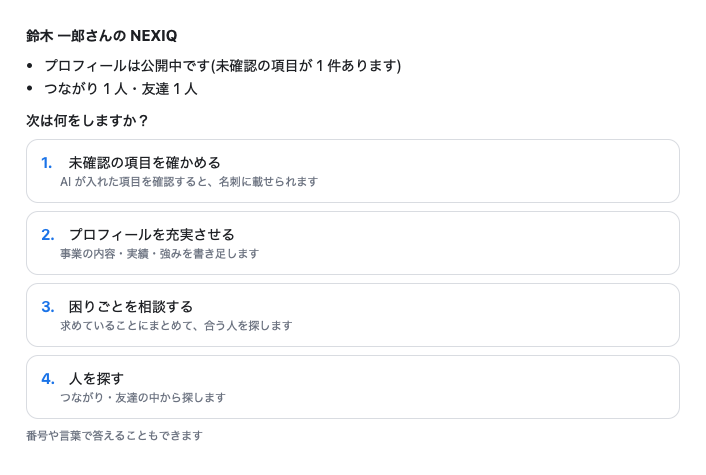 鈴木 一郎さんの NEXIQ
• プロフィールは公開中です(未確認の項目が 1 件あります)
• つながり 1 人・友達 1 人
次は何をしますか？
1. 未確認の項目を確かめる
AI が入れた項目を確認すると、名刺に載せられます
2. プロフィールを充実させる
事業の内容・実績・強みを書き足します
3. 困りごとを相談する
求めていることにまとめて、合う人を探します
4. 人を探す
つながり・友達の中から探します
番号や言葉で答えることもできます